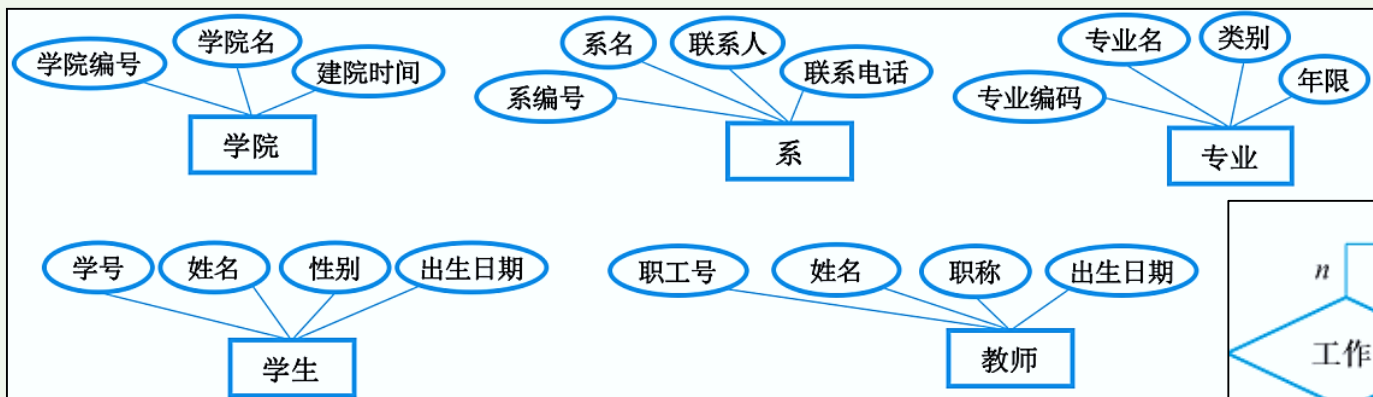 学院编号
学院名
建院时间
学院
系编号
系名
联系人
联系电话
系
专业编码
专业名
类别
年限
专业
学号
姓名
性别
出生日期
学生
职工号
姓名
职称
出生日期
教师
n
工作